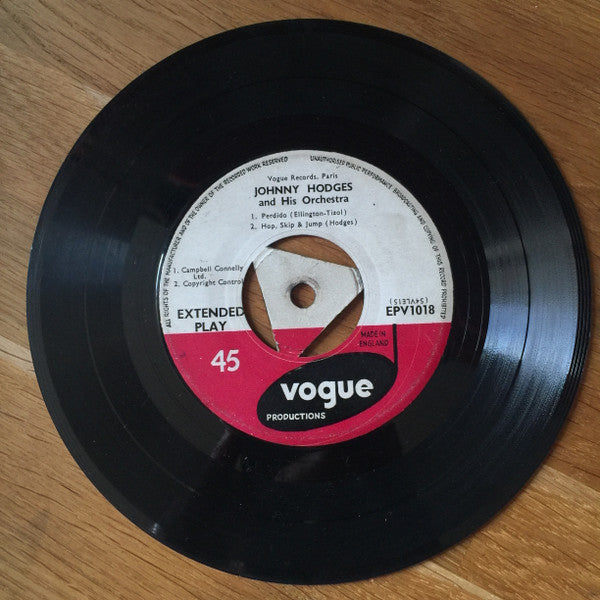 ALL RIGHTS OF THE MANUFACTURER AND OF THE OWNER OF THE RECORDED WORK RESERVED
UNAUTHORISED PUBLIC PERFORMANCE, BROADCASTING AND COPYING OF THIS RECORD PROHIBITED
Vogue Records, Paris
JOHNNY HODGES
and His Orchestra
1. Perdido (Ellington-Tizol)
2. Hop, Skip & Jump (Hodges)
1. Campbell Connelly
Ltd.
2. Copyright Control
EXTENDED
PLAY
(S4VLE15)
EPV1018
MADE IN
ENGLAND
45
vogue
PRODUCTIONS